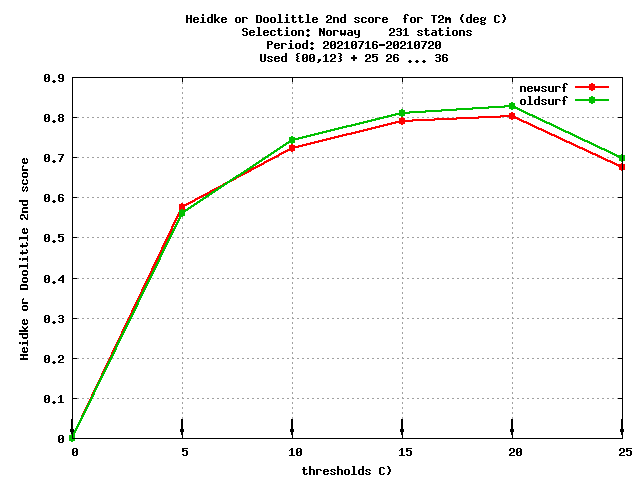 Heidke or Doolittle 2nd score  for T2m (deg C)
Selection: Norway    231 stations
Period: 20210716-20210720
Used {00,12} + 25 26 ... 36
newsurf
oldsurf
Heidke or Doolittle 2nd score
0.9
0.8
0.7
0.6
0.5
0.4
0.3
0.2
0.1
0
0 5 10 15 20 25
thresholds C)